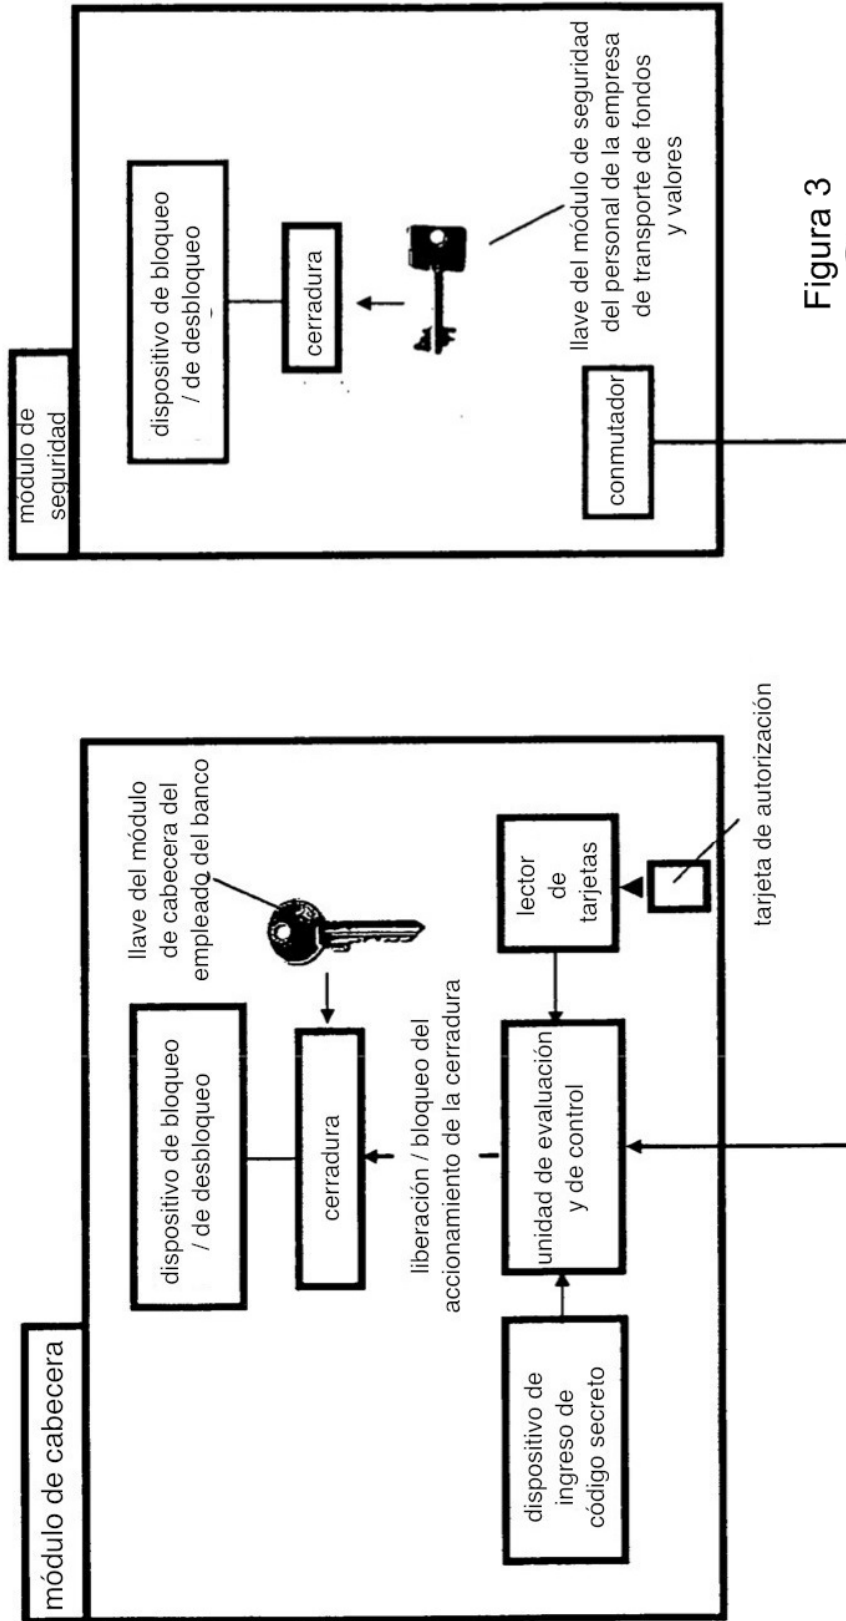 módulo de cabecera
dispositivo de bloqueo
/ de desbloqueo
cerradura
llave del módulo
de cabecera del
empleado del banco
liberación / bloqueo del
accionamiento de la cerradura
dispositivo de
ingreso de
código secreto
unidad de evaluación
y de control
lector
de
tarjetas
tarjeta de autorización
módulo de
seguridad
dispositivo de bloqueo
/ de desbloqueo
cerradura
llave del módulo de seguridad
del personal de la empresa
de transporte de fondos
y valores
conmutador
Figura 3